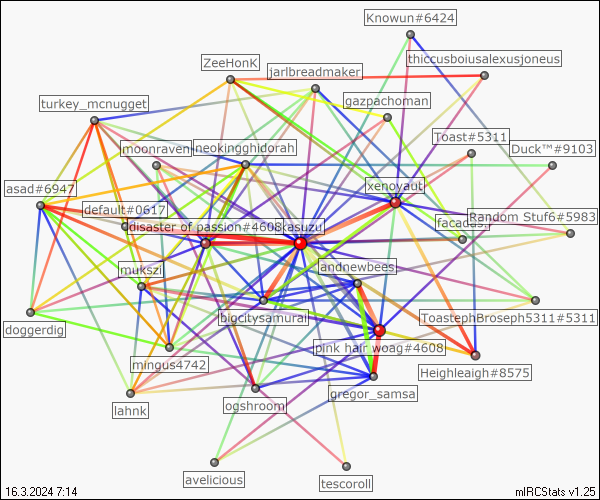 Knowun#6424
thiccusboiusalexusjoneus
ZeeHonK
jarlbreadmaker
gazpachoman
turkey_mcnugget
Toast#5311
moonraven
neokingghidorah
Duck™#9103
xenoyaut
asad#6947
default#0617
Random Stuf6#5983
disaster of passion#4608
kasuzu
facadas.
andnewbees
mukszi
bigcitysamurai
ToastephBroseph5311#5311
doggerdig
pink hair woag#4608
mingus4742
Heighleaigh#8575
gregor_samsa
lahnk
ogshroom
avelicious
tescoroll
16.3.2024 7:14
mIRCStats v1.25